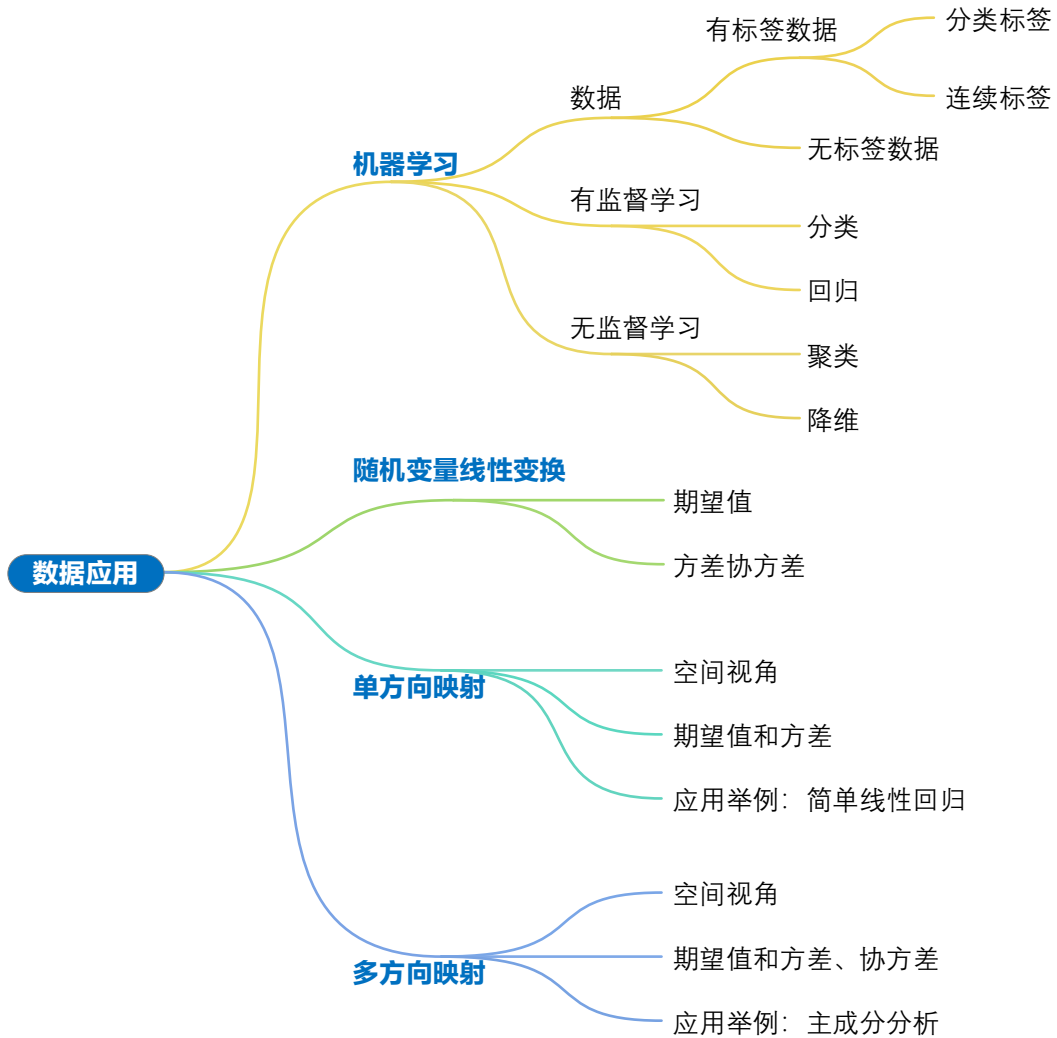 数据应用
机器学习
数据
有标签数据
分类标签
连续标签
无标签数据
有监督学习
分类
回归
无监督学习
聚类
降维
随机变量线性变换
期望值
方差协方差
单方向映射
空间视角
期望值和方差
应用举例：简单线性回归
多方向映射
空间视角
期望值和方差、协方差
应用举例：主成分分析